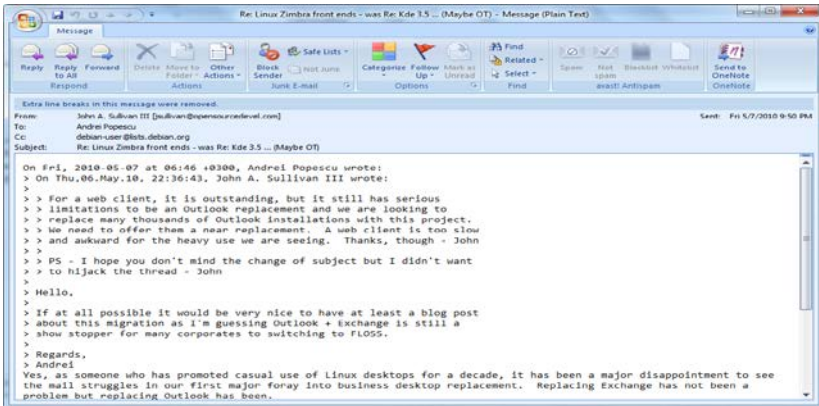 Re: Linux Zimbra front ends - was Re: Kde 3.5 ... (Maybe OT) - Message (Plain Text)
Message
Reply
Reply to All
Forward
Delete
Move to Folder
Other Actions
Block Sender
Safe Lists
Not Junk
Categorize
Follow Up
Mark as Unread
Find
Related
Select
Spam
Not spam
Blacklist
Whitelist
Send to OneNote
Respond
Actions
Junk E-mail
Options
Find
avast! Antispam
OneNote
Extra line breaks in this message were removed.
From: John A. Sullivan III [jsullivan@opensourcedevel.com]
Sent: Fri 5/7/2010 9:50 PM
To: Andrei Popescu
Cc: debian-user@lists.debian.org
Subject: Re: Linux Zimbra front ends - was Re: Kde 3.5 ... (Maybe OT)
On Fri, 2010-05-07 at 06:46 +0300, Andrei Popescu wrote:
> On Thu,06.May.10, 22:36:43, John A. Sullivan III wrote:
>
> > For a web client, it is outstanding, but it still has serious
> > limitations to be an Outlook replacement and we are looking to
> > replace many thousands of Outlook installations with this project.
> > We need to offer them a near replacement.  A web client is too slow
> > and awkward for the heavy use we are seeing.  Thanks, though - John
> >
> > PS - I hope you don't mind the change of subject but I didn't want
> > to hijack the thread - John
>
> Hello,
>
> If at all possible it would be very nice to have at least a blog post
> about this migration as I'm guessing Outlook + Exchange is still a
> show stopper for many corporates to switching to FLOSS.
>
> Regards,
> Andrei
Yes, as someone who has promoted casual use of Linux desktops for a decade, it has been a major disappointment to see
the mail struggles in our first major foray into business desktop replacement.  Replacing Exchange has not been a
problem but replacing Outlook has been.